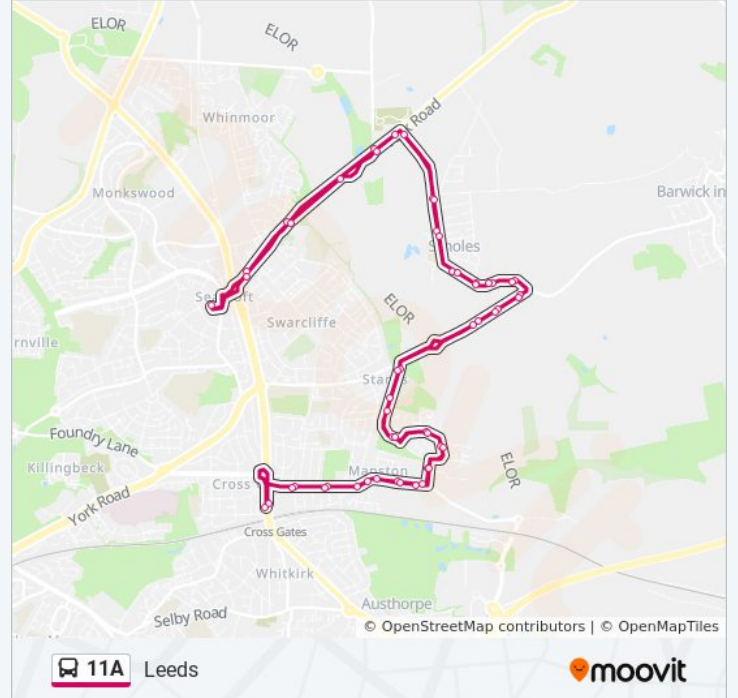 ELOR
ELOR
Whinmoor
Road
Monkswood
Barwick in
Scholes
Seacroft
ELOR
Swarcliffe
rnville
Foundry Lane
Manston
ELOR
Killingbeck
Cross
York Road
Cross Gates
Whitkirk
Austhorpe
Selby Road
© OpenStreetMap contributors | © OpenMapTiles
11A Leeds
moovit